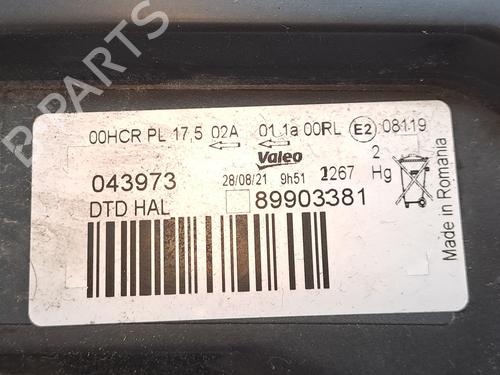 00HCR PL 17,5 02A 01 1a 00RL E2 08119
Valeo 2
043973 28/08/21 9h51 1267 Hg
DTD HAL 89903381
Made in Romania
B-Parts